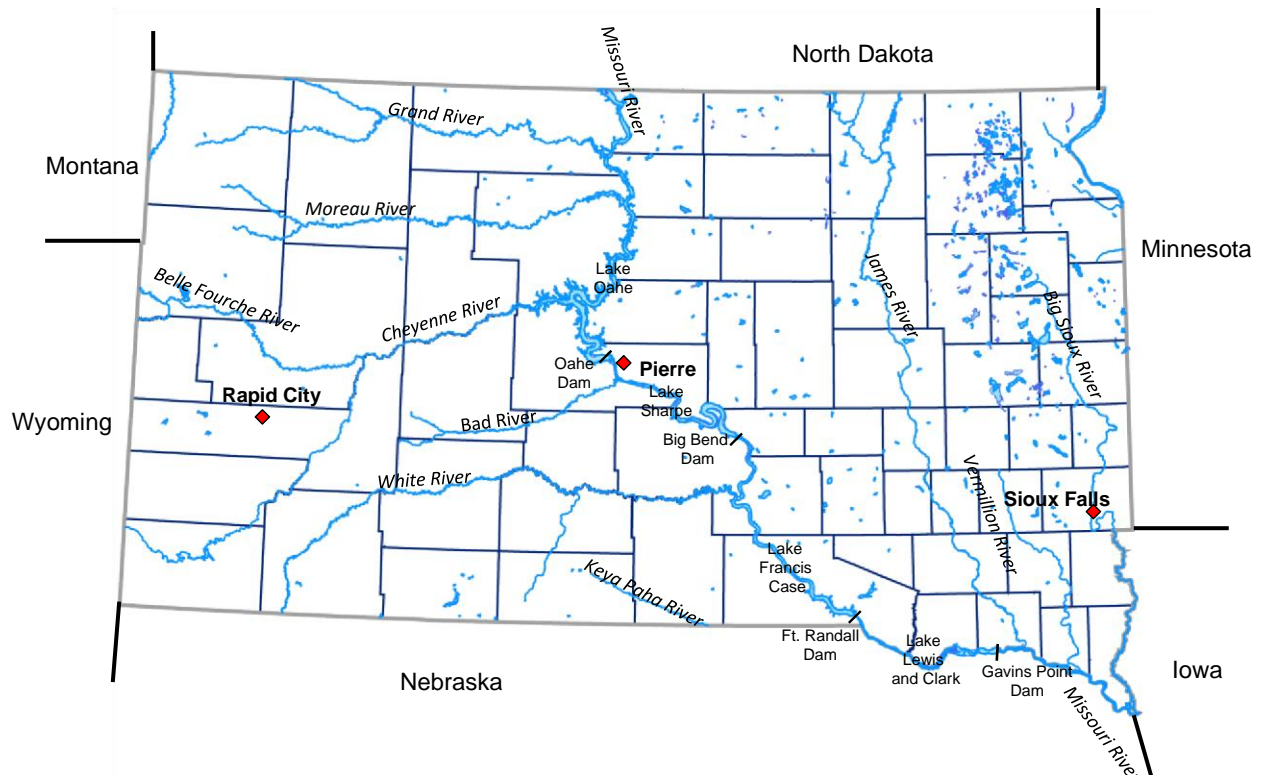 North Dakota
Missouri River
Grand River
Montana
Moreau River
Minnesota
Lake
Oahe
James River
Belle Fourche River
Cheyenne River
Big Sioux River
Oahe
Dam
Pierre
Lake
Sharpe
Rapid City
Wyoming
Bad River
Big Bend
Dam
White River
Vermillion River
Sioux Falls
Lake
Francis
Case
Keya Paha River
Ft. Randall
Dam
Lake
Lewis
and Clark
Gavins Point
Dam
Iowa
Nebraska
Missouri River